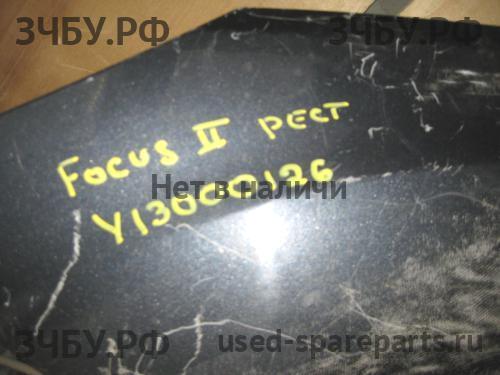 ЗЧБУ.РФ
ЗЧБУ.РФ
Focus II рест
Нет в наличи
Y13000126
ЗЧБУ.РФ
used-spareparts.ru